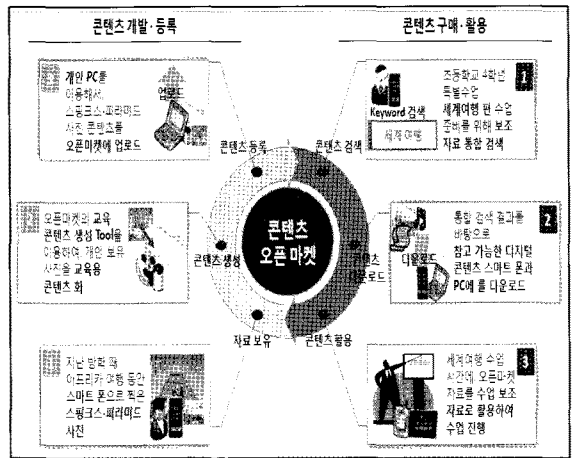 콘텐츠 개발·등록
콘텐츠 구매·활용
개인 PC를
이용해서,
스핑크스·피라미드
사진 콘텐츠를
오픈마켓에 업로드
업로드
초등학교 4학년
특별수업
세계여행 편 수업
준비를 위해 보조
자료 통합 검색
1
Keyword 검색
세계여행
콘텐츠 등록
콘텐츠 검색
오픈마켓의 교육
콘텐츠 생성 Tool을
이용하여, 개인 보유
사진을 교육용
콘텐츠 화
콘텐츠 생성
콘텐츠
오픈 마켓
콘텐츠
다운로드
통합 검색 결과를
바탕으로
참고 가능한 디지털
콘텐츠 스마트 폰과
PC에 를 다운로드
2
다운로드
자료 보유
콘텐츠 활용
지난 방학 때
아프리카 여행 동안
스마트 폰으로 찍은
스핑크스·피라미드
사진
세계여행 수업
시간에, 오픈마켓
자료를 수업 보조
자료로 활용하여
수업 진행
3